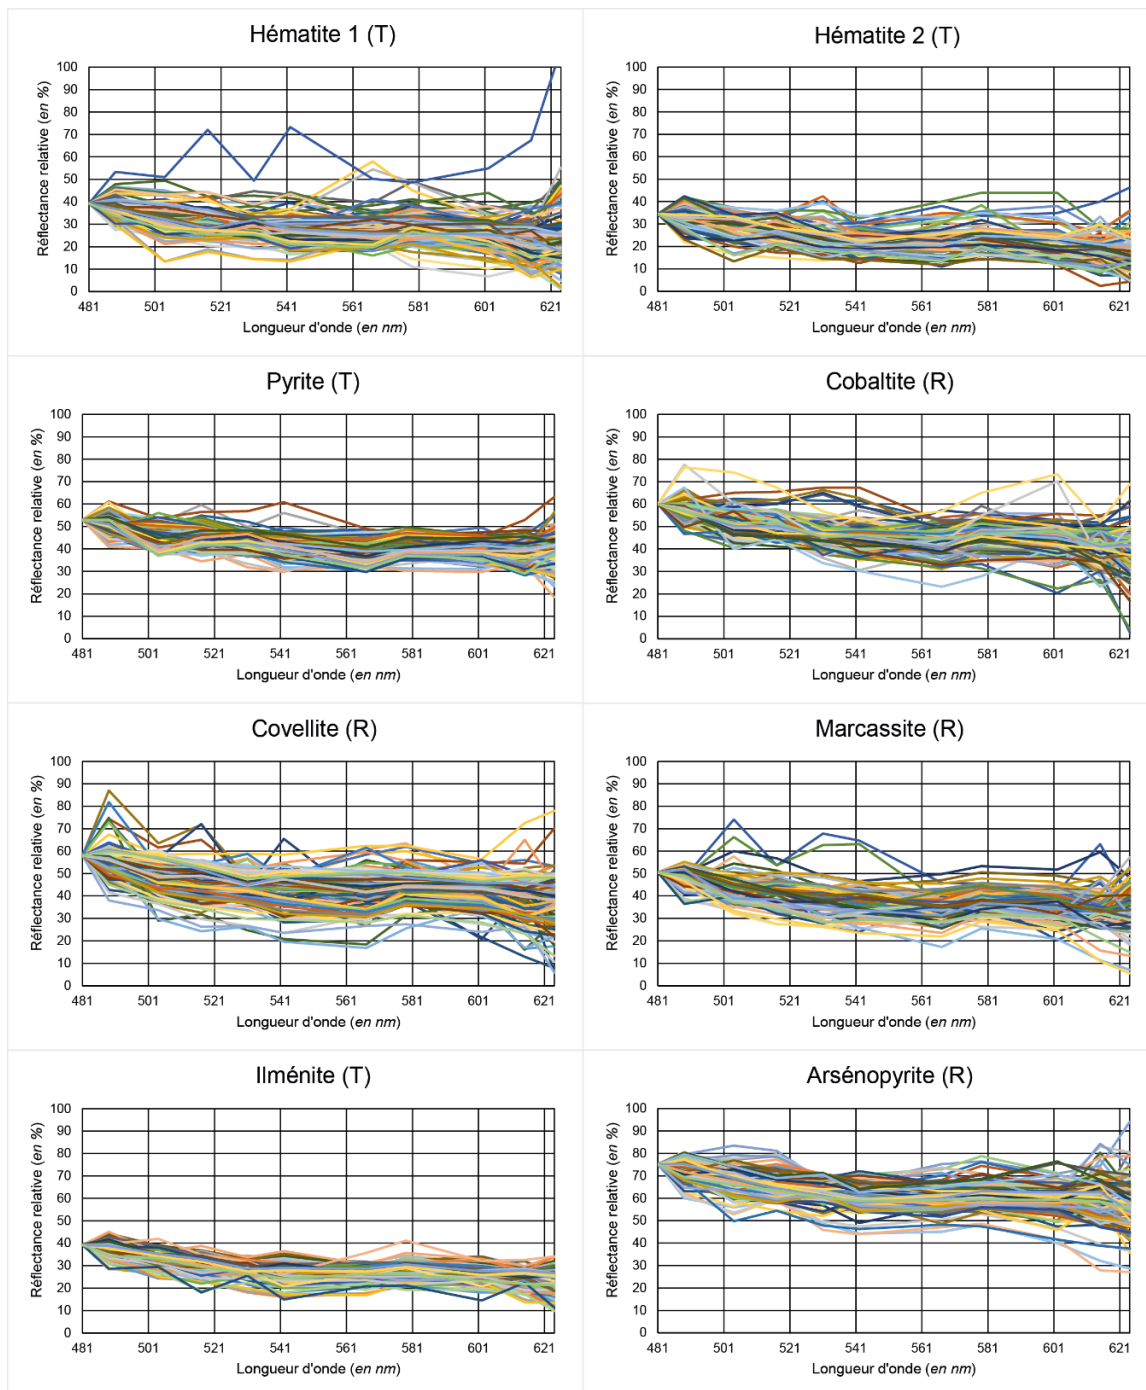 Hématite 1 (T)
100
90
80
70
60
50
40
30
20
10
0
Réflectance relative (en %)
481 501 521 541 561 581 601 621
Longueur d'onde (en nm)
Hématite 2 (T)
100
90
80
70
60
50
40
30
20
10
0
Réflectance relative (en %)
481 501 521 541 561 581 601 621
Longueur d'onde (en nm)
Pyrite (T)
100
90
80
70
60
50
40
30
20
10
0
Réflectance relative (en %)
481 501 521 541 561 581 601 621
Longueur d'onde (en nm)
Cobaltite (R)
100
90
80
70
60
50
40
30
20
10
0
Réflectance relative (en %)
481 501 521 541 561 581 601 621
Longueur d'onde (en nm)
Covellite (R)
100
90
80
70
60
50
40
30
20
10
0
Réflectance relative (en %)
481 501 521 541 561 581 601 621
Longueur d'onde (en nm)
Marcassite (R)
100
90
80
70
60
50
40
30
20
10
0
Réflectance relative (en %)
481 501 521 541 561 581 601 621
Longueur d'onde (en nm)
Ilménite (T)
100
90
80
70
60
50
40
30
20
10
0
Réflectance relative (en %)
481 501 521 541 561 581 601 621
Longueur d'onde (en nm)
Arsénopyrite (R)
100
90
80
70
60
50
40
30
20
10
0
Réflectance relative (en %)
481 501 521 541 561 581 601 621
Longueur d'onde (en nm)